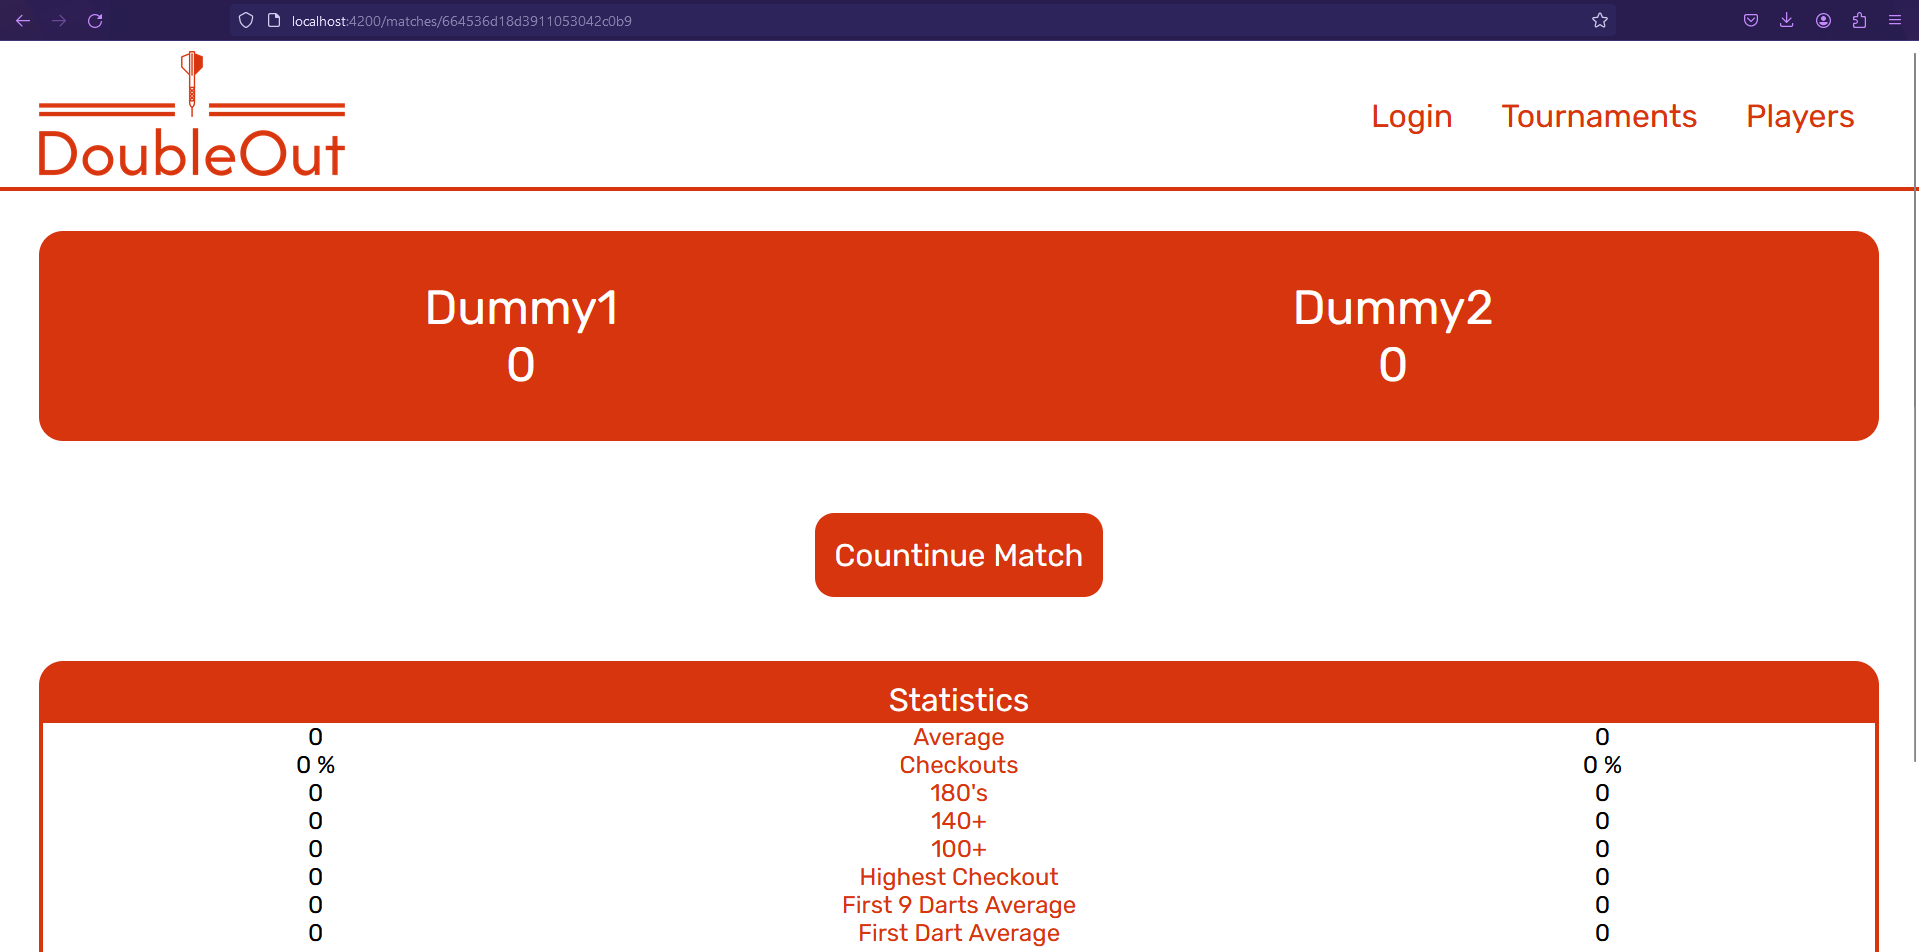 localhost:4200/matches/664536d18d3911053042c0b9
DoubleOut
Login Tournaments Players
Dummy1 Dummy2
0 0
Countinue Match
Statistics
0 Average 0
0 % Checkouts 0 %
0 180's 0
0 140+ 0
0 100+ 0
0 Highest Checkout 0
0 First 9 Darts Average 0
0 First Dart Average 0